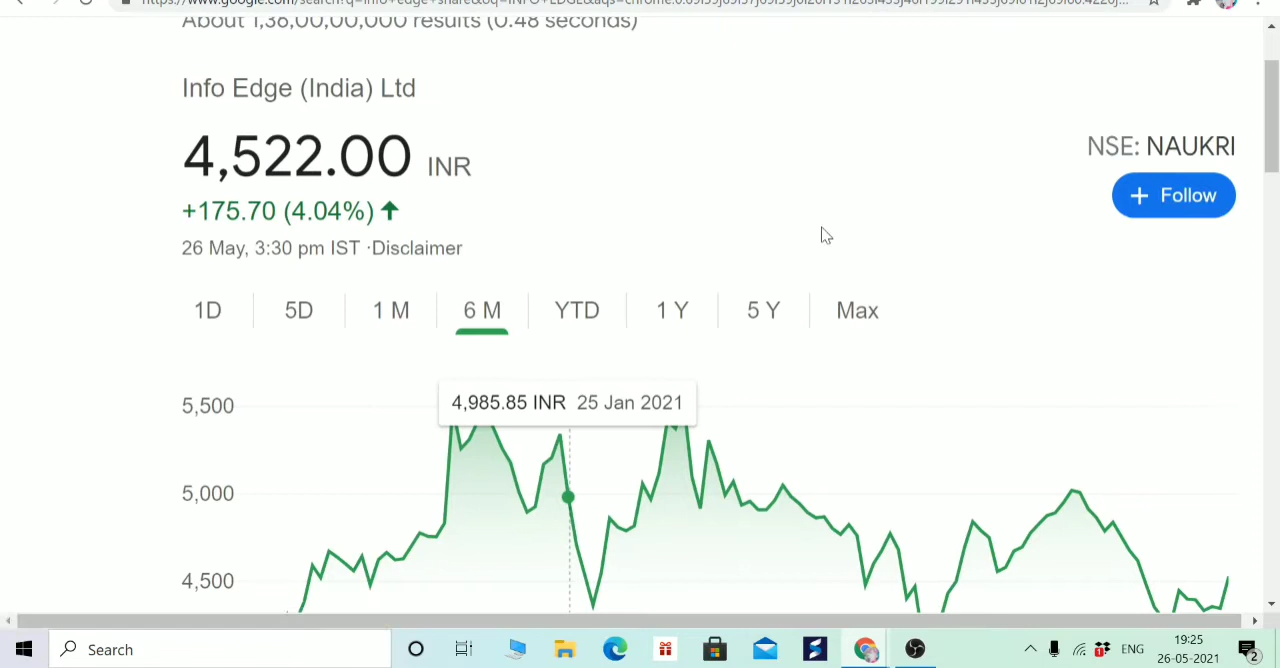 About 1,36,00,00,000 results (0.48 seconds)
Info Edge (India) Ltd
4,522.00 INR
NSE: NAUKRI
+175.70 (4.04%)
+ Follow
26 May, 3:30 pm IST ·Disclaimer
1D 5D 1 M 6 M YTD 1 Y 5 Y Max
4,985.85 INR 25 Jan 2021
5,500
5,000
4,500
Search
ENG
19:25
26-05-2021
2